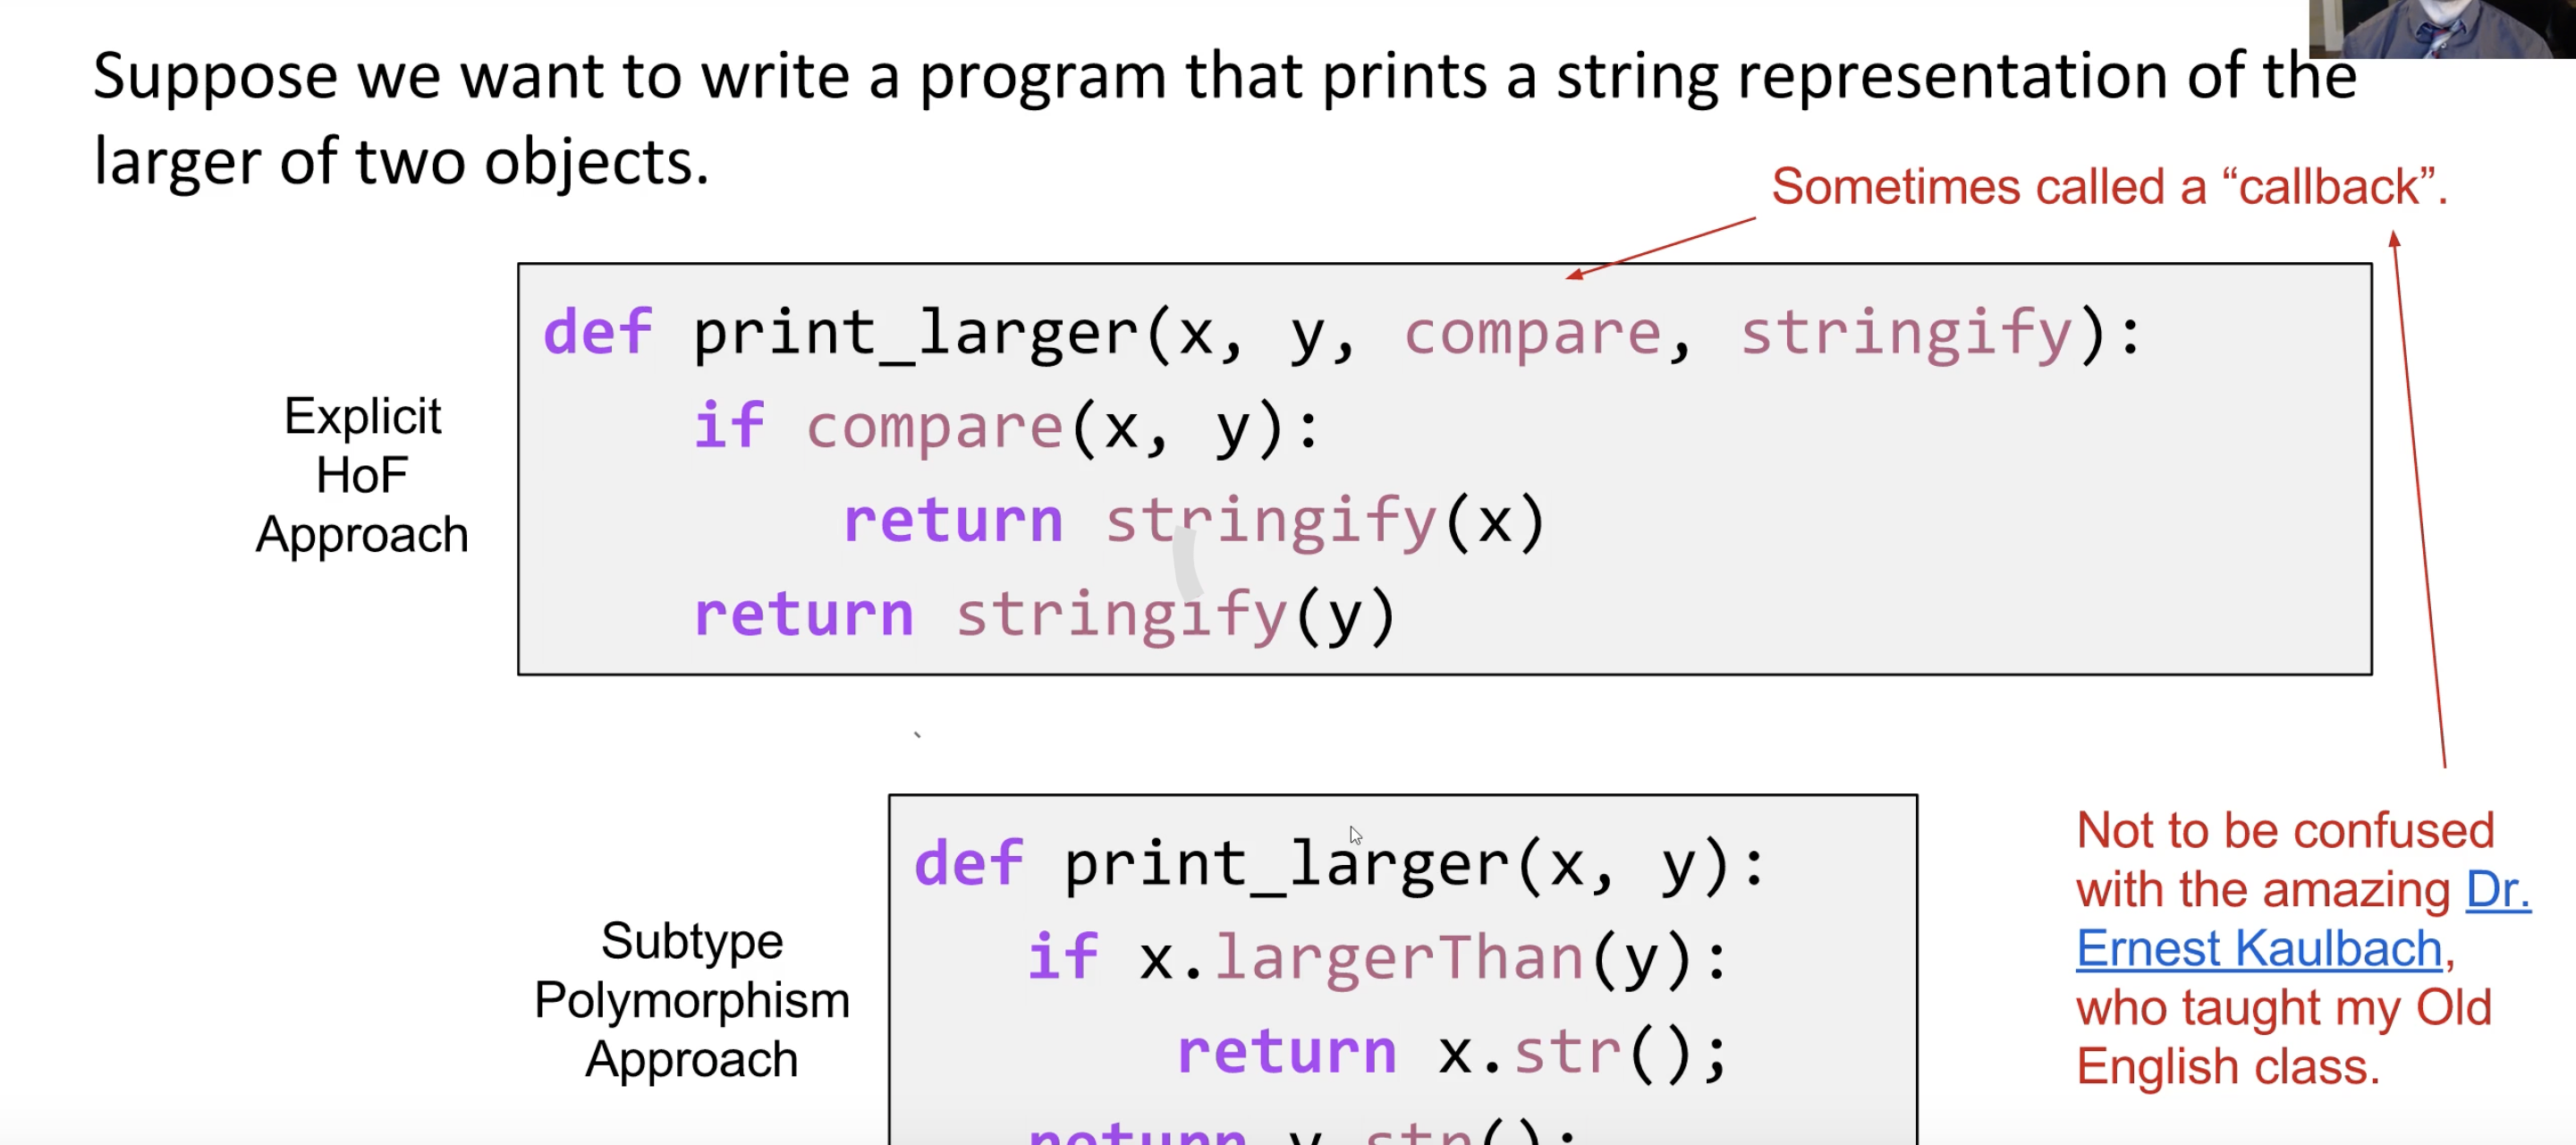 Suppose we want to write a program that prints a string representation of the
larger of two objects.
Sometimes called a “callback”.
Explicit
HoF
Approach
def print_larger(x, y, compare, stringify):
    if compare(x, y):
        return stringify(x)
    return stringify(y)
Subtype
Polymorphism
Approach
def print_larger(x, y):
   if x.largerThan(y):
       return x.str();
   return y.str();
Not to be confused
with the amazing Dr.
Ernest Kaulbach,
who taught my Old
English class.